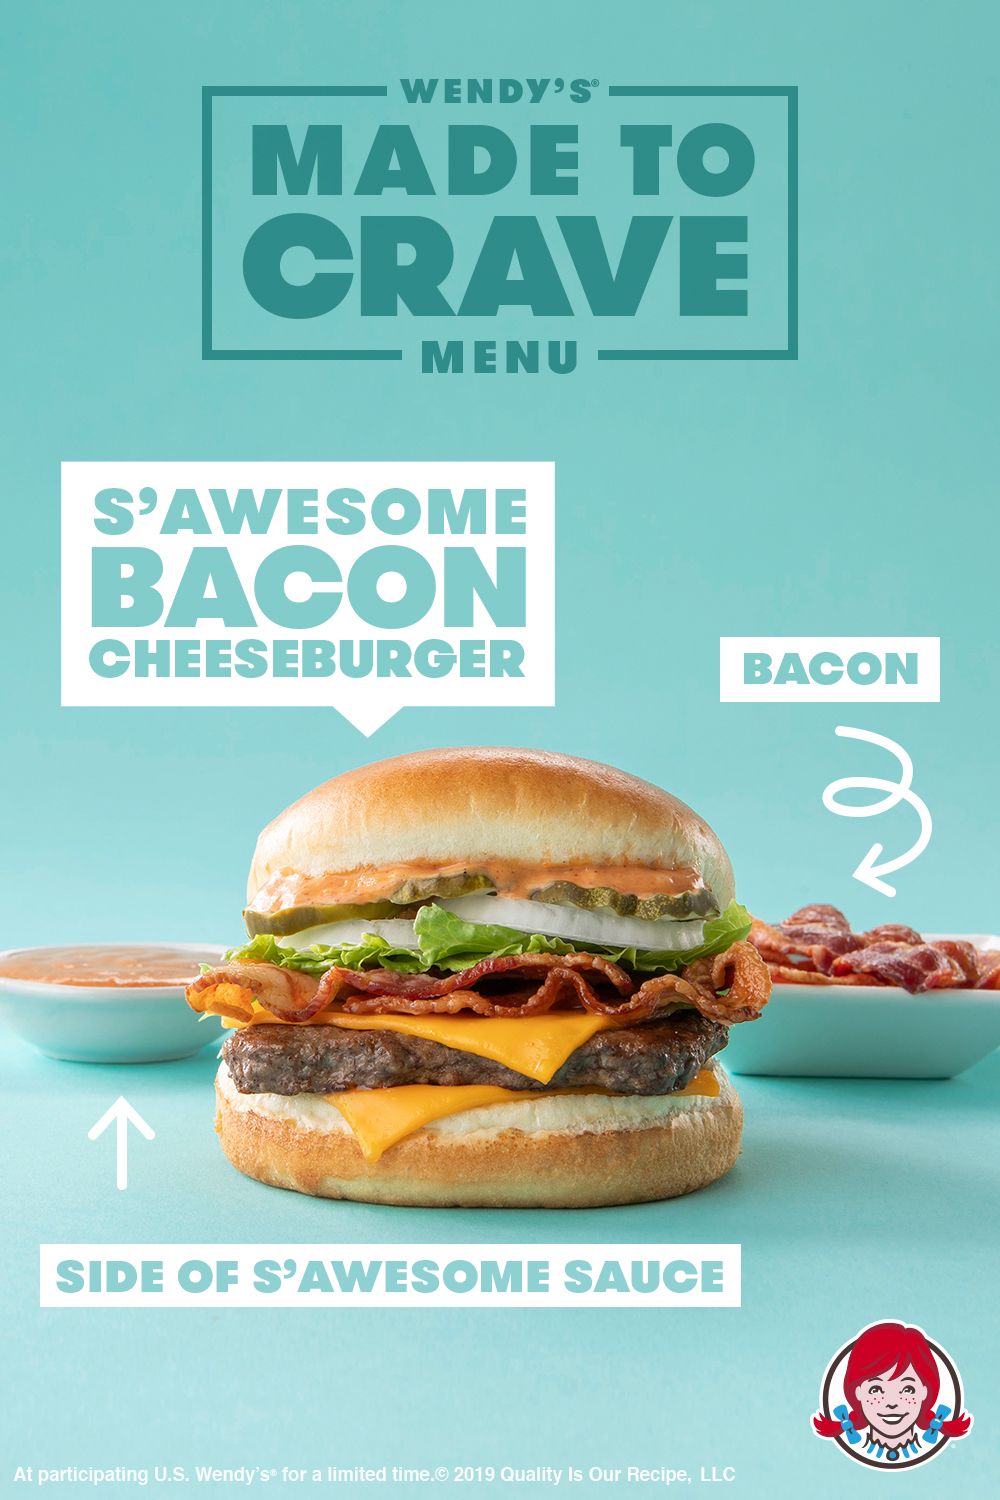 WENDY'S®
MADE TO
CRAVE
MENU
S'AWESOME
BACON
CHEESEBURGER
BACON
SIDE OF S'AWESOME SAUCE
At participating U.S. Wendy's® for a limited time.© 2019 Quality Is Our Recipe, LLC